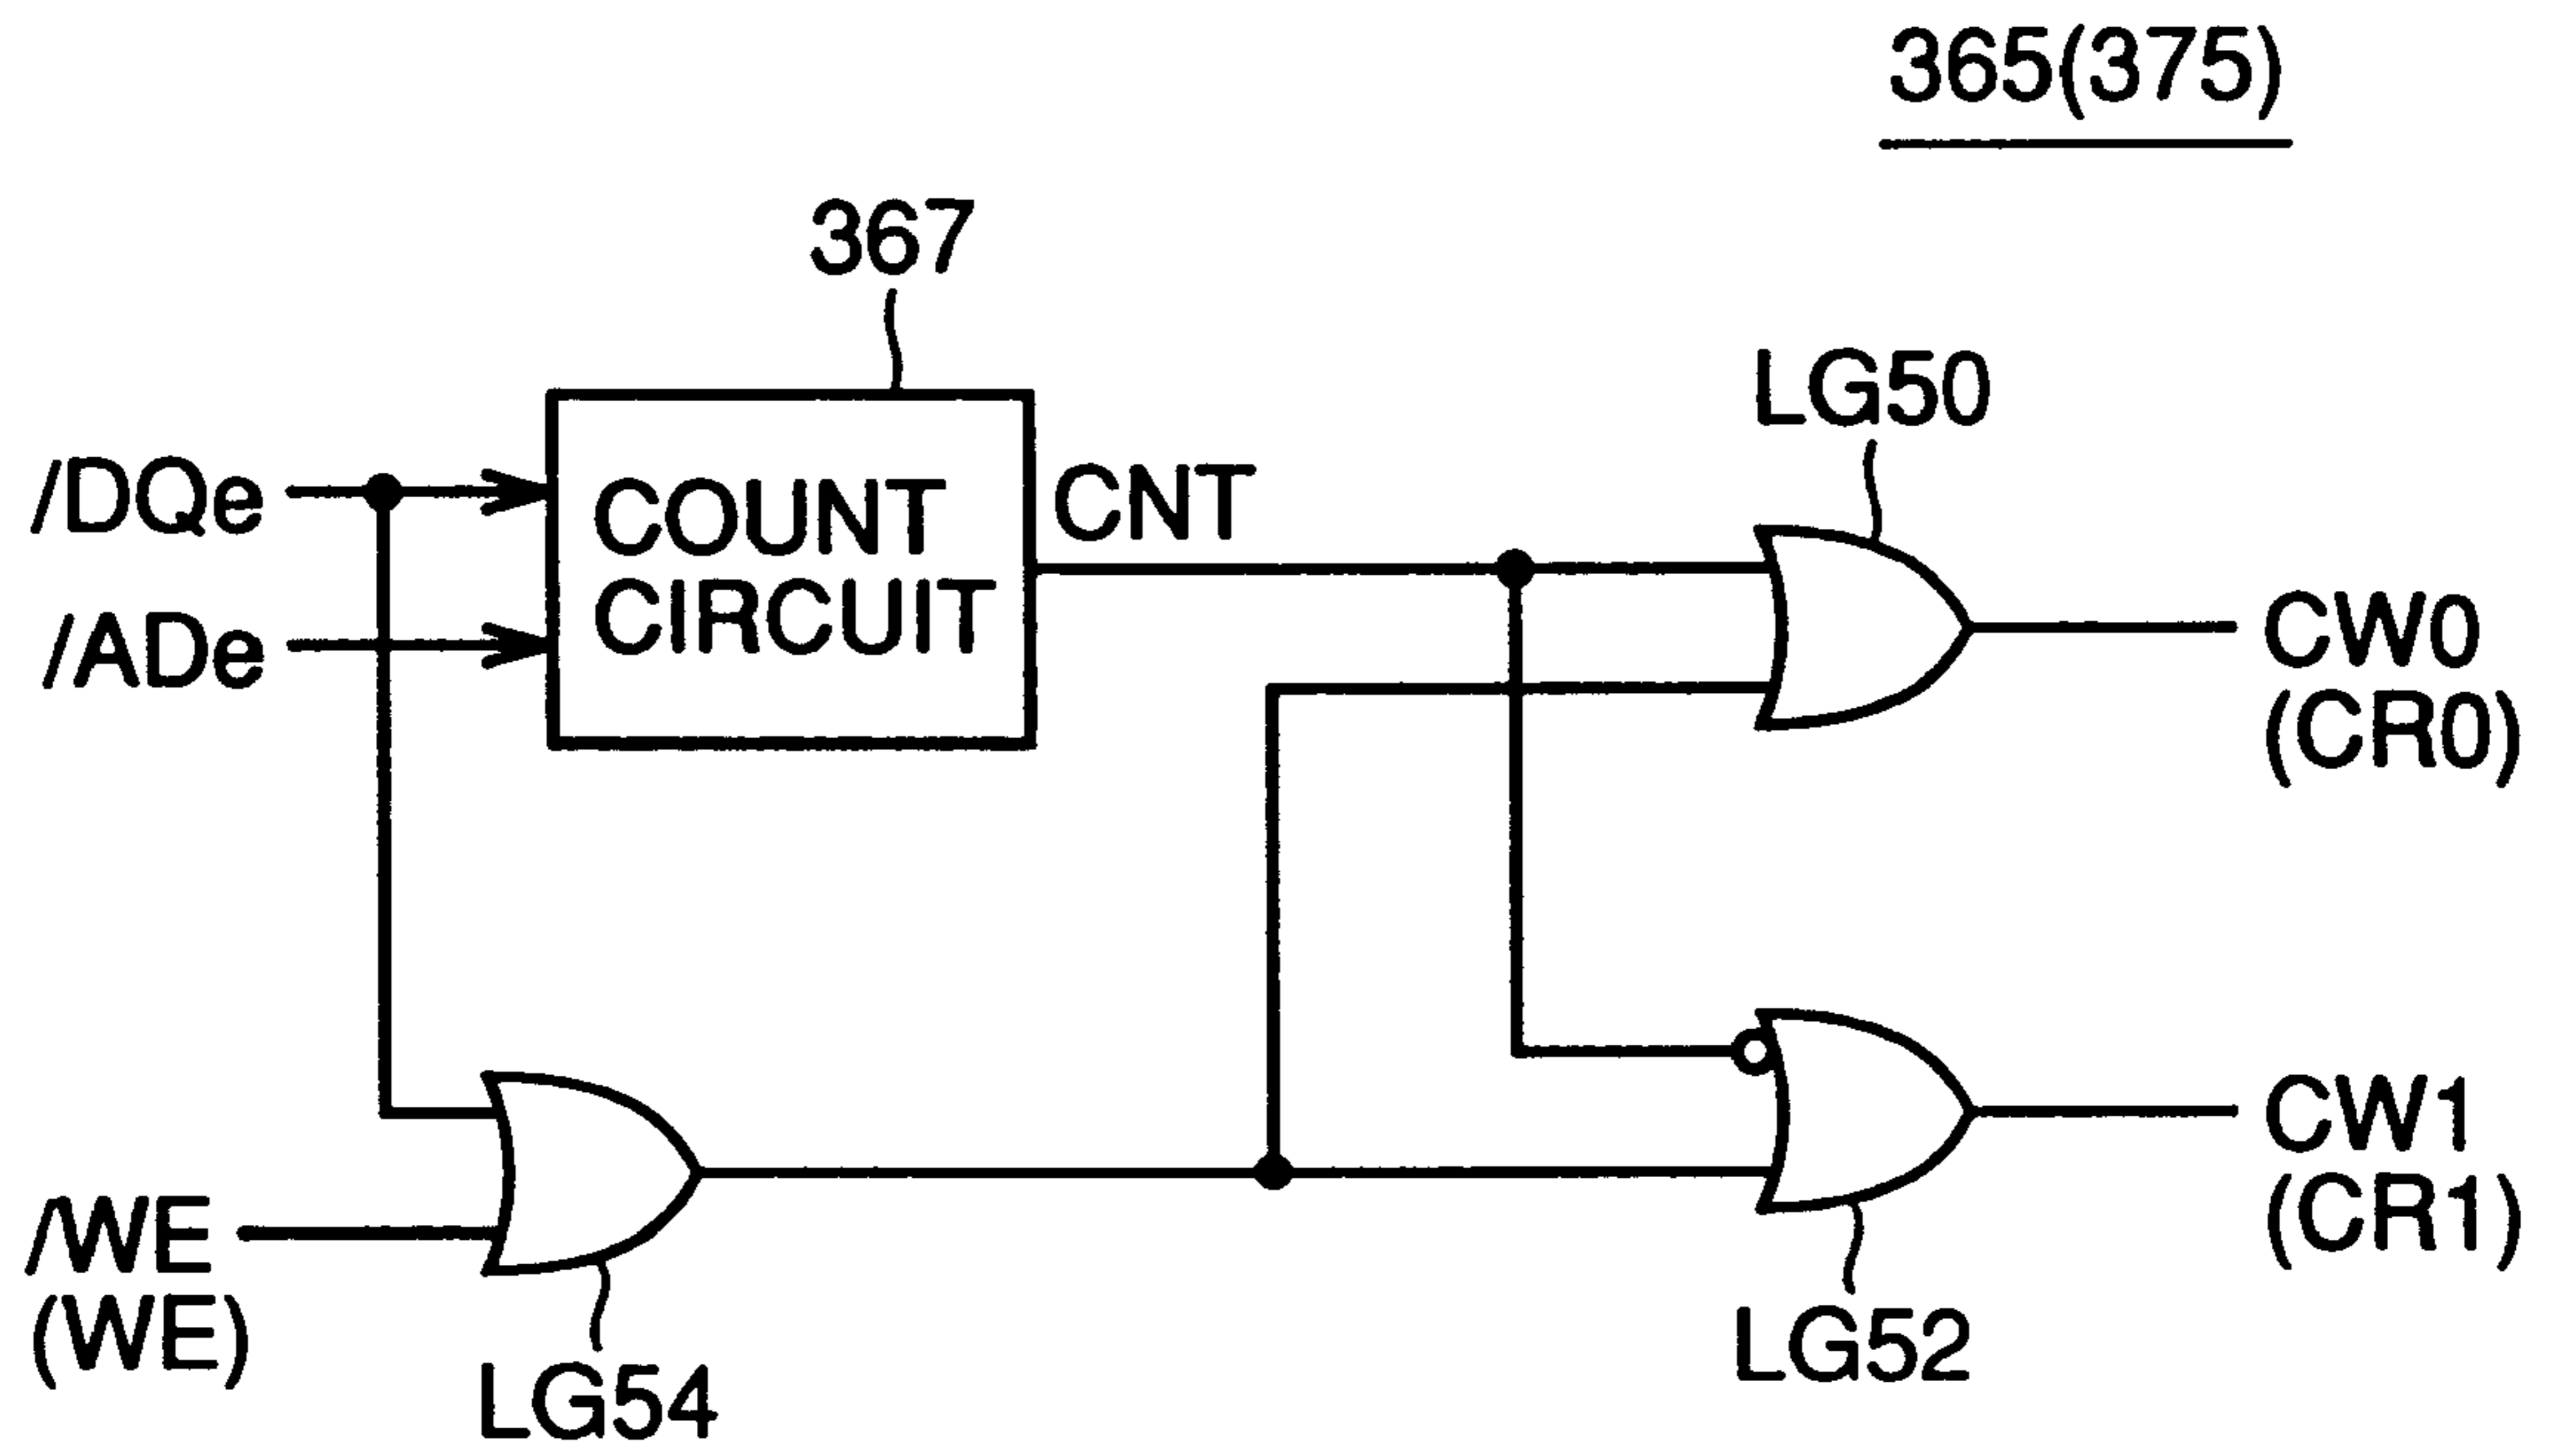 365(375)
367
LG50
/DQe
COUNT
CIRCUIT
CNT
/ADe
CW0
(CR0)
CW1
(CR1)
/WE
(WE)
LG52
LG54